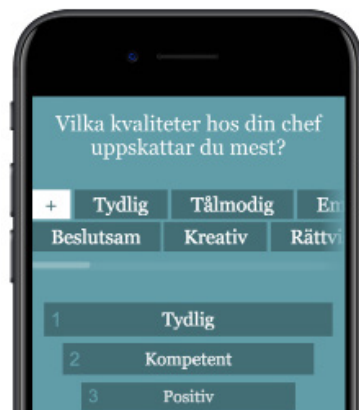 Vilka kvaliteter hos din chef
uppskattar du mest?
+ Tydlig Tålmodig
Beslutsam Kreativ
1 Tydlig
2 Kompetent
3 Positiv